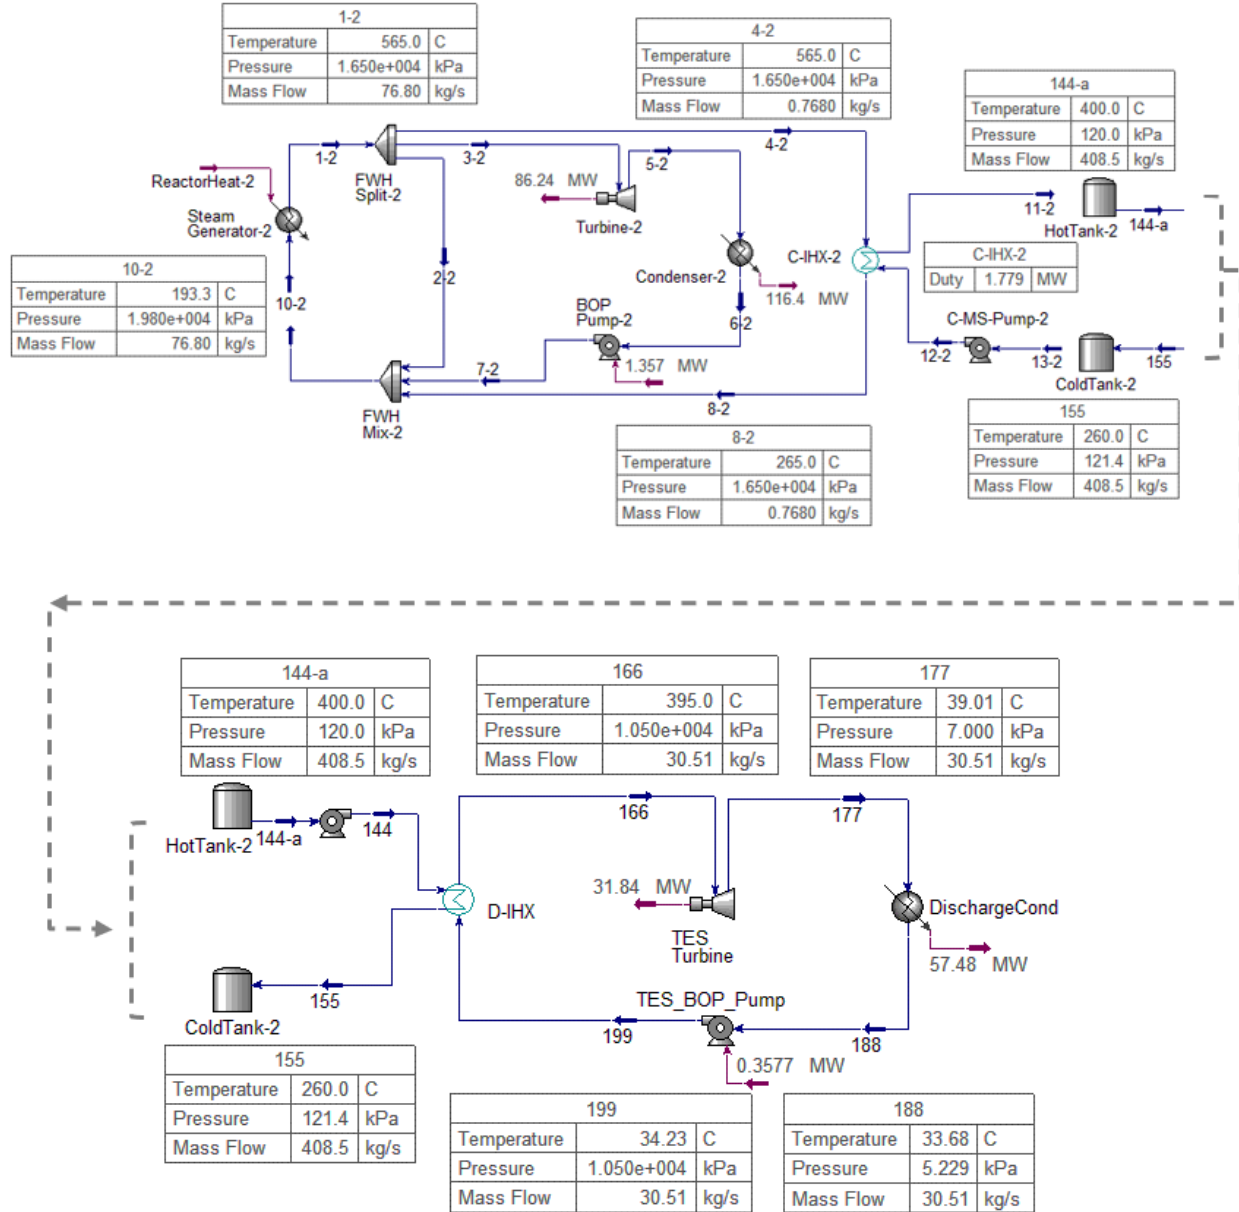 1-2
Temperature 565.0 C
Pressure 1.650e+004 kPa
Mass Flow 76.80 kg/s
4-2
Temperature 565.0 C
Pressure 1.650e+004 kPa
Mass Flow 0.7680 kg/s
144-a
Temperature 400.0 C
Pressure 120.0 kPa
Mass Flow 408.5 kg/s
ReactorHeat-2
1-2
FWH
Split-2
3-2
5-2
4-2
86.24 MW
Turbine-2
Steam
Generator-2
11-2
HotTank-2
144-a
10-2
Temperature 193.3 C
Pressure 1.980e+004 kPa
Mass Flow 76.80 kg/s
10-2
2-2
Condenser-2
116.4 MW
C-IHX-2
C-IHX-2
Duty 1.779 MW
BOP
Pump-2
6-2
1.357 MW
7-2
C-MS-Pump-2
12-2
13-2
155
ColdTank-2
FWH
Mix-2
8-2
8-2
Temperature 265.0 C
Pressure 1.650e+004 kPa
Mass Flow 0.7680 kg/s
155
Temperature 260.0 C
Pressure 121.4 kPa
Mass Flow 408.5 kg/s
144-a
Temperature 400.0 C
Pressure 120.0 kPa
Mass Flow 408.5 kg/s
166
Temperature 395.0 C
Pressure 1.050e+004 kPa
Mass Flow 30.51 kg/s
177
Temperature 39.01 C
Pressure 7.000 kPa
Mass Flow 30.51 kg/s
HotTank-2
144-a
144
166
177
31.84 MW
D-IHX
TES
Turbine
DischargeCond
57.48 MW
ColdTank-2
155
TES_BOP_Pump
199
188
0.3577 MW
155
Temperature 260.0 C
Pressure 121.4 kPa
Mass Flow 408.5 kg/s
199
Temperature 34.23 C
Pressure 1.050e+004 kPa
Mass Flow 30.51 kg/s
188
Temperature 33.68 C
Pressure 5.229 kPa
Mass Flow 30.51 kg/s